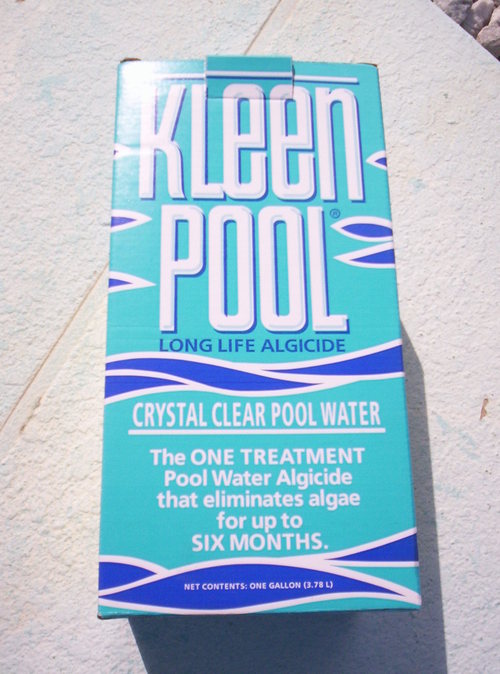 KLeen
POOL®
LONG LIFE ALGICIDE
CRYSTAL CLEAR POOL WATER
The ONE TREATMENT
Pool Water Algicide
that eliminates algae
for up to
SIX MONTHS.
NET CONTENTS: ONE GALLON (3.78 L)